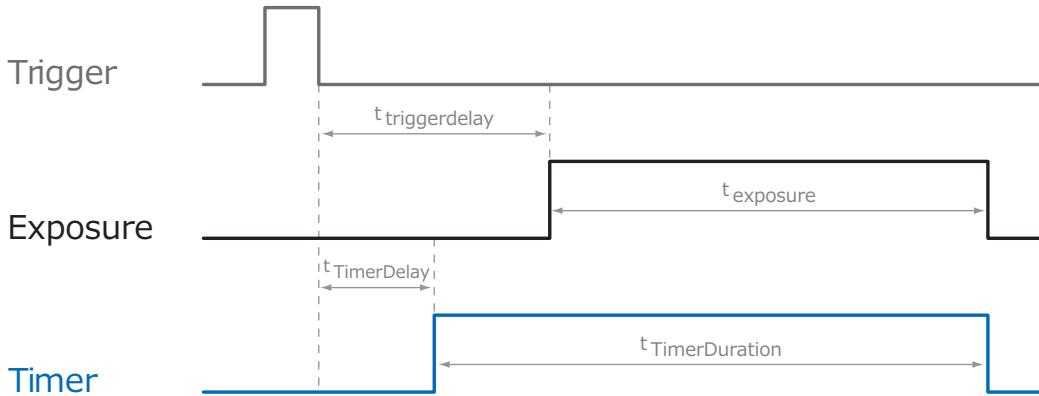 Trigger
t triggerdelay
t exposure
Exposure
t TimerDelay
t TimerDuration
Timer